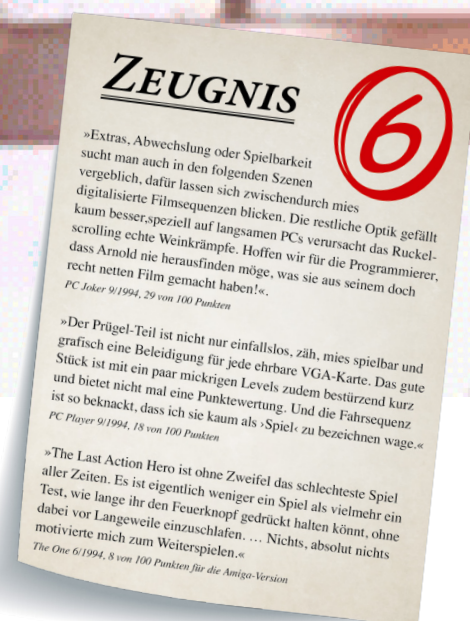 ZEUGNIS
6
»Extras, Abwechslung oder Spielbarkeit
sucht man auch in den folgenden Szenen
vergeblich, dafür lassen sich zwischendurch mies
digitalisierte Filmsequenzen blicken. Die restliche Optik gefällt
kaum besser,speziell auf langsamen PCs verursacht das Ruckel-
scrolling echte Weinkrämpfe. Hoffen wir für die Programmierer,
dass Arnold nie herausfinden möge, was sie aus seinem doch
recht netten Film gemacht haben!«.
PC Joker 9/1994, 29 von 100 Punkten
»Der Prügel-Teil ist nicht nur einfallslos, zäh, mies spielbar und
grafisch eine Beleidigung für jede ehrbare VGA-Karte. Das gute
Stück ist mit ein paar mickrigen Levels zudem bestürzend kurz
und bietet nicht mal eine Punktewertung. Und die Fahrsequenz
ist so beknackt, dass ich sie kaum als ›Spiel‹ zu bezeichnen wage.«
PC Player 9/1994, 18 von 100 Punkten
»The Last Action Hero ist ohne Zweifel das schlechteste Spiel
aller Zeiten. Es ist eigentlich weniger ein Spiel als vielmehr ein
Test, wie lange ihr den Feuerknopf gedrückt halten könnt, ohne
dabei vor Langeweile einzuschlafen. … Nichts, absolut nichts
motivierte mich zum Weiterspielen.«
The One 6/1994, 8 von 100 Punkten für die Amiga-Version